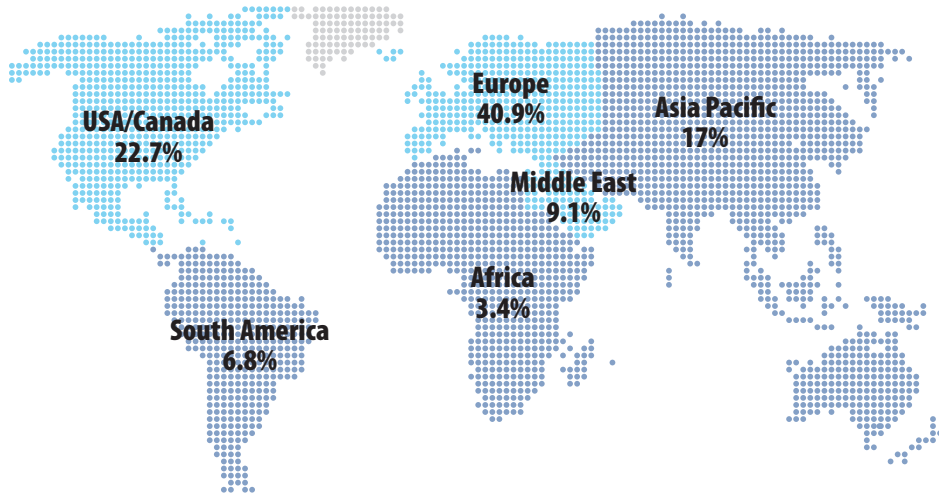 Europe
40.9%
Asia Pacific
17%
USA/Canada
22.7%
Middle East
9.1%
Africa
3.4%
South America
6.8%